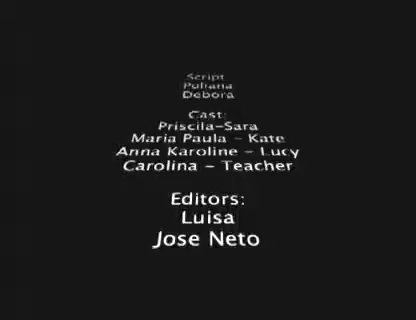 Script
Poliana
Debora
Cast:
Priscila-Sara
Maria Paula - Kate
Anna Karoline - Lucy
Carolina - Teacher
Editors:
Luisa
Jose Neto